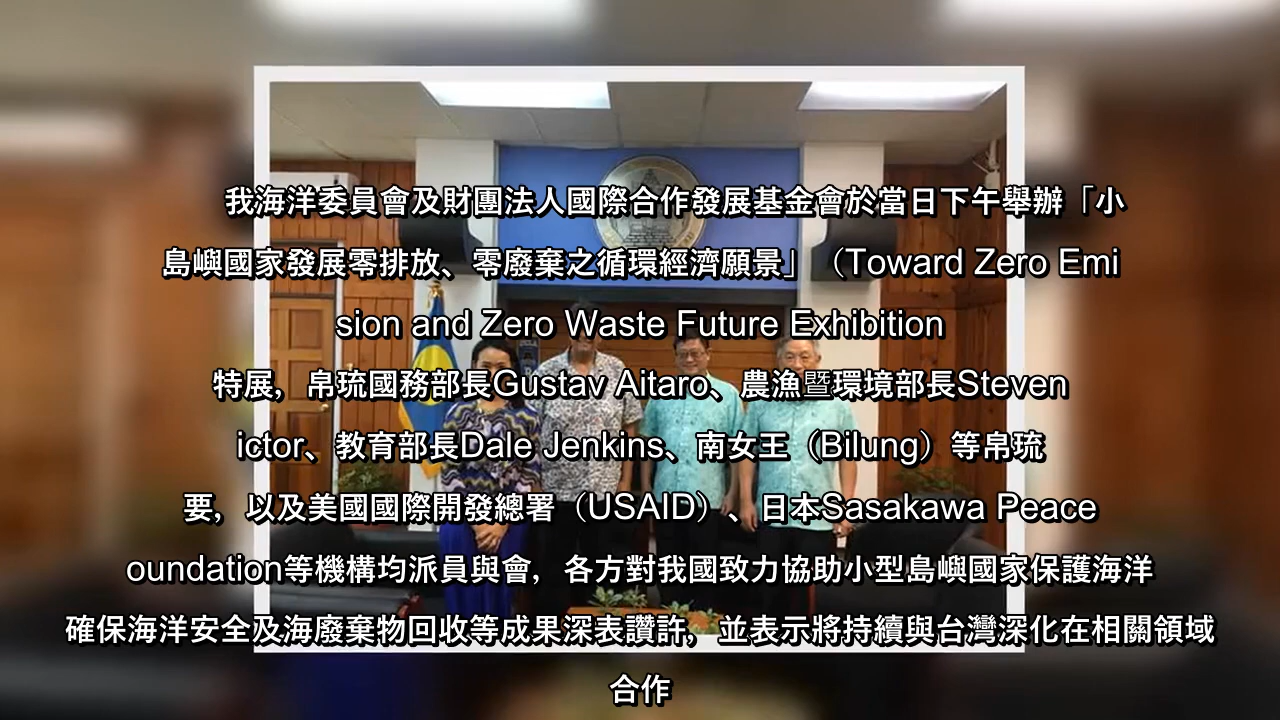 我海洋委員會及財團法人國際合作發展基金會於當日下午舉辦「小
島嶼國家發展零排放、零廢棄之循環經濟願景」（Toward Zero Emi
sion and Zero Waste Future Exhibition
特展，帛琉國務部長Gustav Aitaro、農漁暨環境部長Steven
ictor、教育部長Dale Jenkins、南女王（Bilung）等帛琉
要，以及美國國際開發總署（USAID）、日本Sasakawa Peace
oundation等機構均派員與會，各方對我國致力協助小型島嶼國家保護海洋
確保海洋安全及海廢棄物回收等成果深表讚許，並表示將持續與台灣深化在相關領域
合作